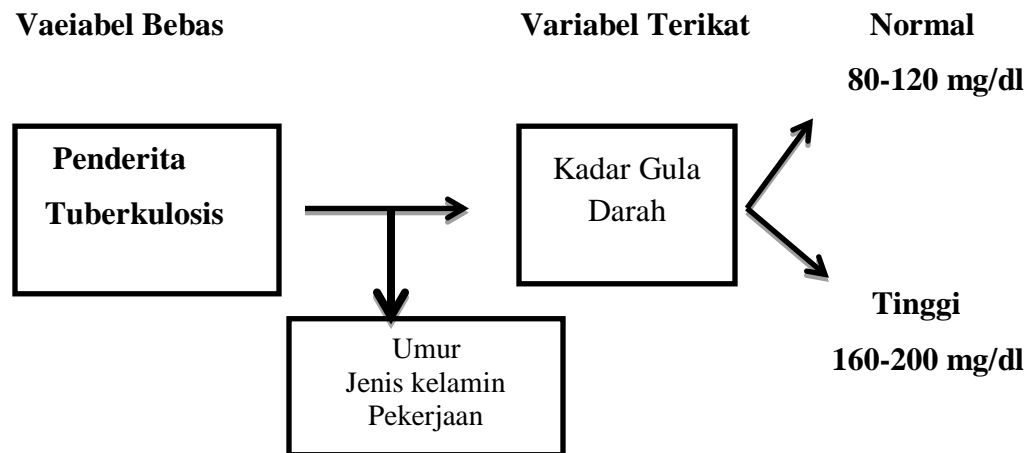 Vaeiabel Bebas
Variabel Terikat
Normal
80-120 mg/dl
Penderita
Tuberkulosis
Kadar Gula
Darah
Tinggi
160-200 mg/dl
Umur
Jenis kelamin
Pekerjaan